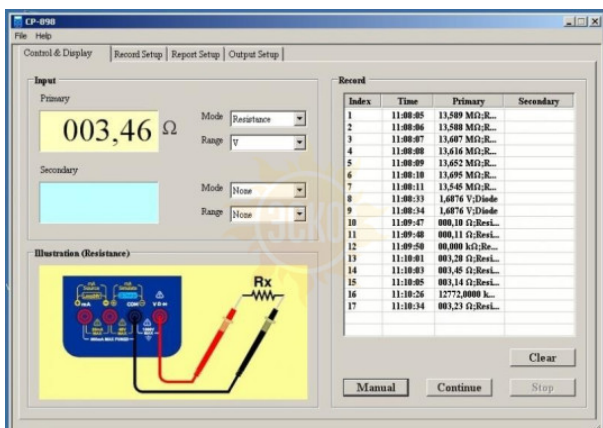 CP-898
File Help
Control & Display Record Setup Report Setup Output Setup
Input
Primary
003,46 Ω
Mode Resistance
Range V
Secondary
Mode None
Range None
Illustration (Resistance)
Rx
mA COM V Ω
Record
Index Time Primary Secondary
1 11:08:05 13,589 MΩ;R...
2 11:08:06 13,588 MΩ;R...
3 11:08:07 13,607 MΩ;R...
4 11:08:08 13,616 MΩ;R...
5 11:08:09 13,652 MΩ;R...
6 11:08:10 13,695 MΩ;R...
7 11:08:11 13,545 MΩ;R...
8 11:08:33 1,6876 V;Diode
9 11:08:34 1,6876 V;Diode
10 11:09:47 000,10 Ω;Resi...
11 11:09:48 000,11 Ω;Resi...
12 11:09:50 00,000 kΩ;Re...
13 11:10:01 003,28 Ω;Resi...
14 11:10:03 003,45 Ω;Resi...
15 11:10:05 003,14 Ω;Resi...
16 11:10:26 12772,0000 k...
17 11:10:34 003,23 Ω;Resi...
ЭСКО
Clear
Manual Continue Stop